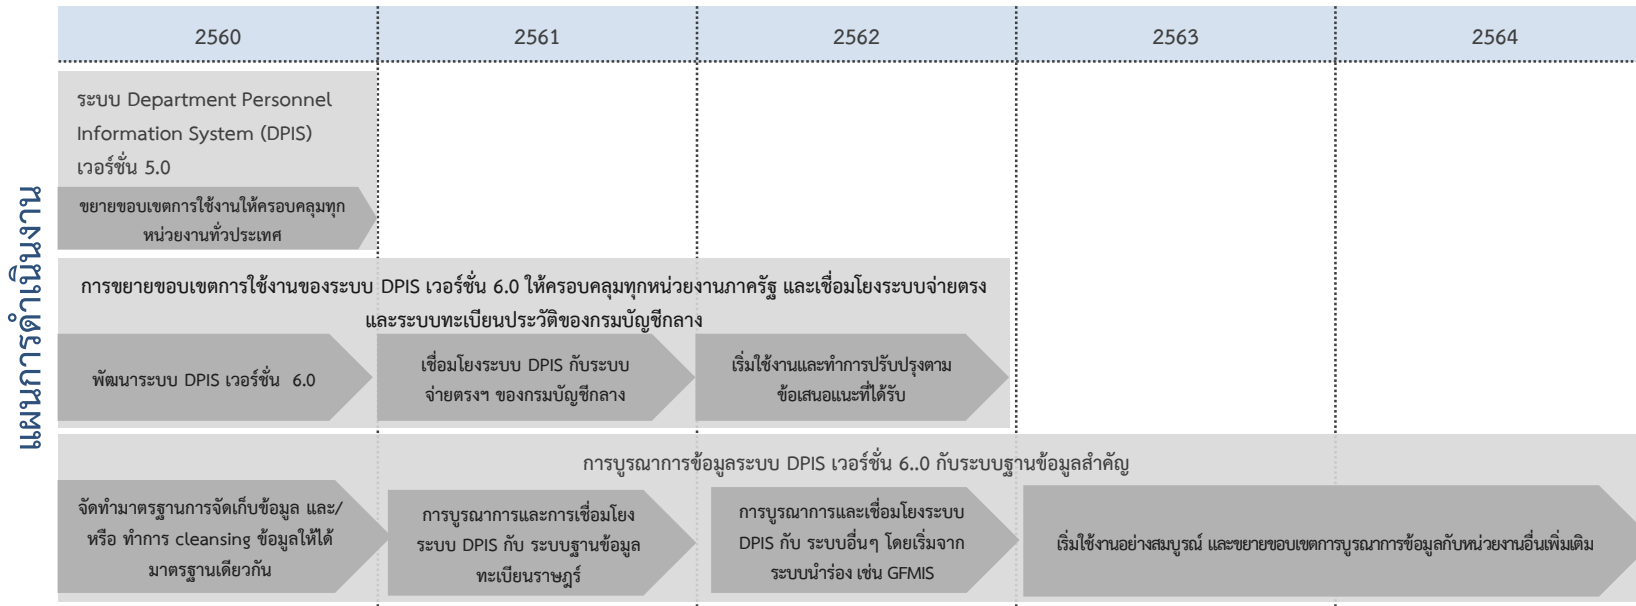 2560
2561
2562
2563
2564
แผนการดำเนินงาน
ระบบ Department Personnel
Information System (DPIS)
เวอร์ชั่น 5.0
ขยายขอบเขตการใช้งานให้ครอบคลุมทุก
หน่วยงานทั่วประเทศ
การขยายขอบเขตการใช้งานของระบบ DPIS เวอร์ชั่น 6.0 ให้ครอบคลุมทุกหน่วยงานภาครัฐ และเชื่อมโยงระบบจ่ายตรง
และระบบทะเบียนประวัติของกรมบัญชีกลาง
พัฒนาระบบ DPIS เวอร์ชั่น 6.0
เชื่อมโยงระบบ DPIS กับระบบ
จ่ายตรงฯ ของกรมบัญชีกลาง
เริ่มใช้งานและทำการปรับปรุงตาม
ข้อเสนอแนะที่ได้รับ
การบูรณาการข้อมูลระบบ DPIS เวอร์ชั่น 6..0 กับระบบฐานข้อมูลสำคัญ
จัดทำมาตรฐานการจัดเก็บข้อมูล และ/
หรือ ทำการ cleansing ข้อมูลให้ได้
มาตรฐานเดียวกัน
การบูรณาการและการเชื่อมโยง
ระบบ DPIS กับ ระบบฐานข้อมูล
ทะเบียนราษฎร์
การบูรณาการและเชื่อมโยงระบบ
DPIS กับ ระบบอื่นๆ โดยเริ่มจาก
ระบบนำร่อง เช่น GFMIS
เริ่มใช้งานอย่างสมบูรณ์ และขยายขอบเขตการบูรณาการข้อมูลกับหน่วยงานอื่นเพิ่มเติม